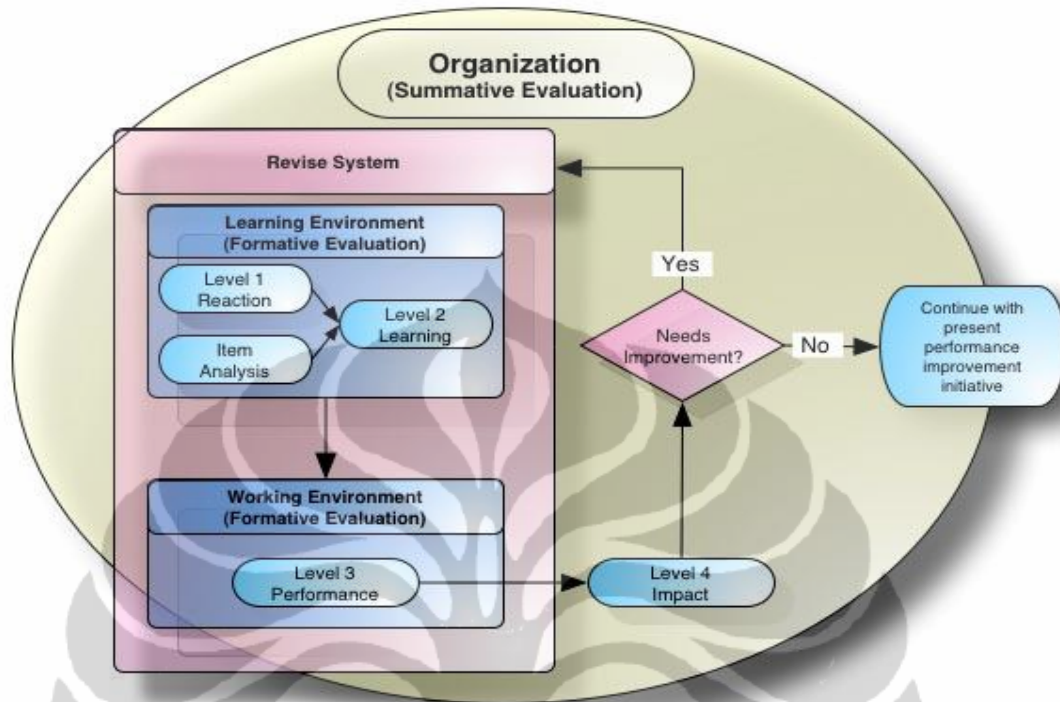 Organization
(Summative Evaluation)
Revise System
Learning Environment
(Formative Evaluation)
Level 1
Reaction
Item
Analysis
Level 2
Learning
Working Environment
(Formative Evaluation)
Level 3
Performance
Level 4
Impact
Needs
Improvement?
Yes
No
Continue with
present
performance
improvement
initiative